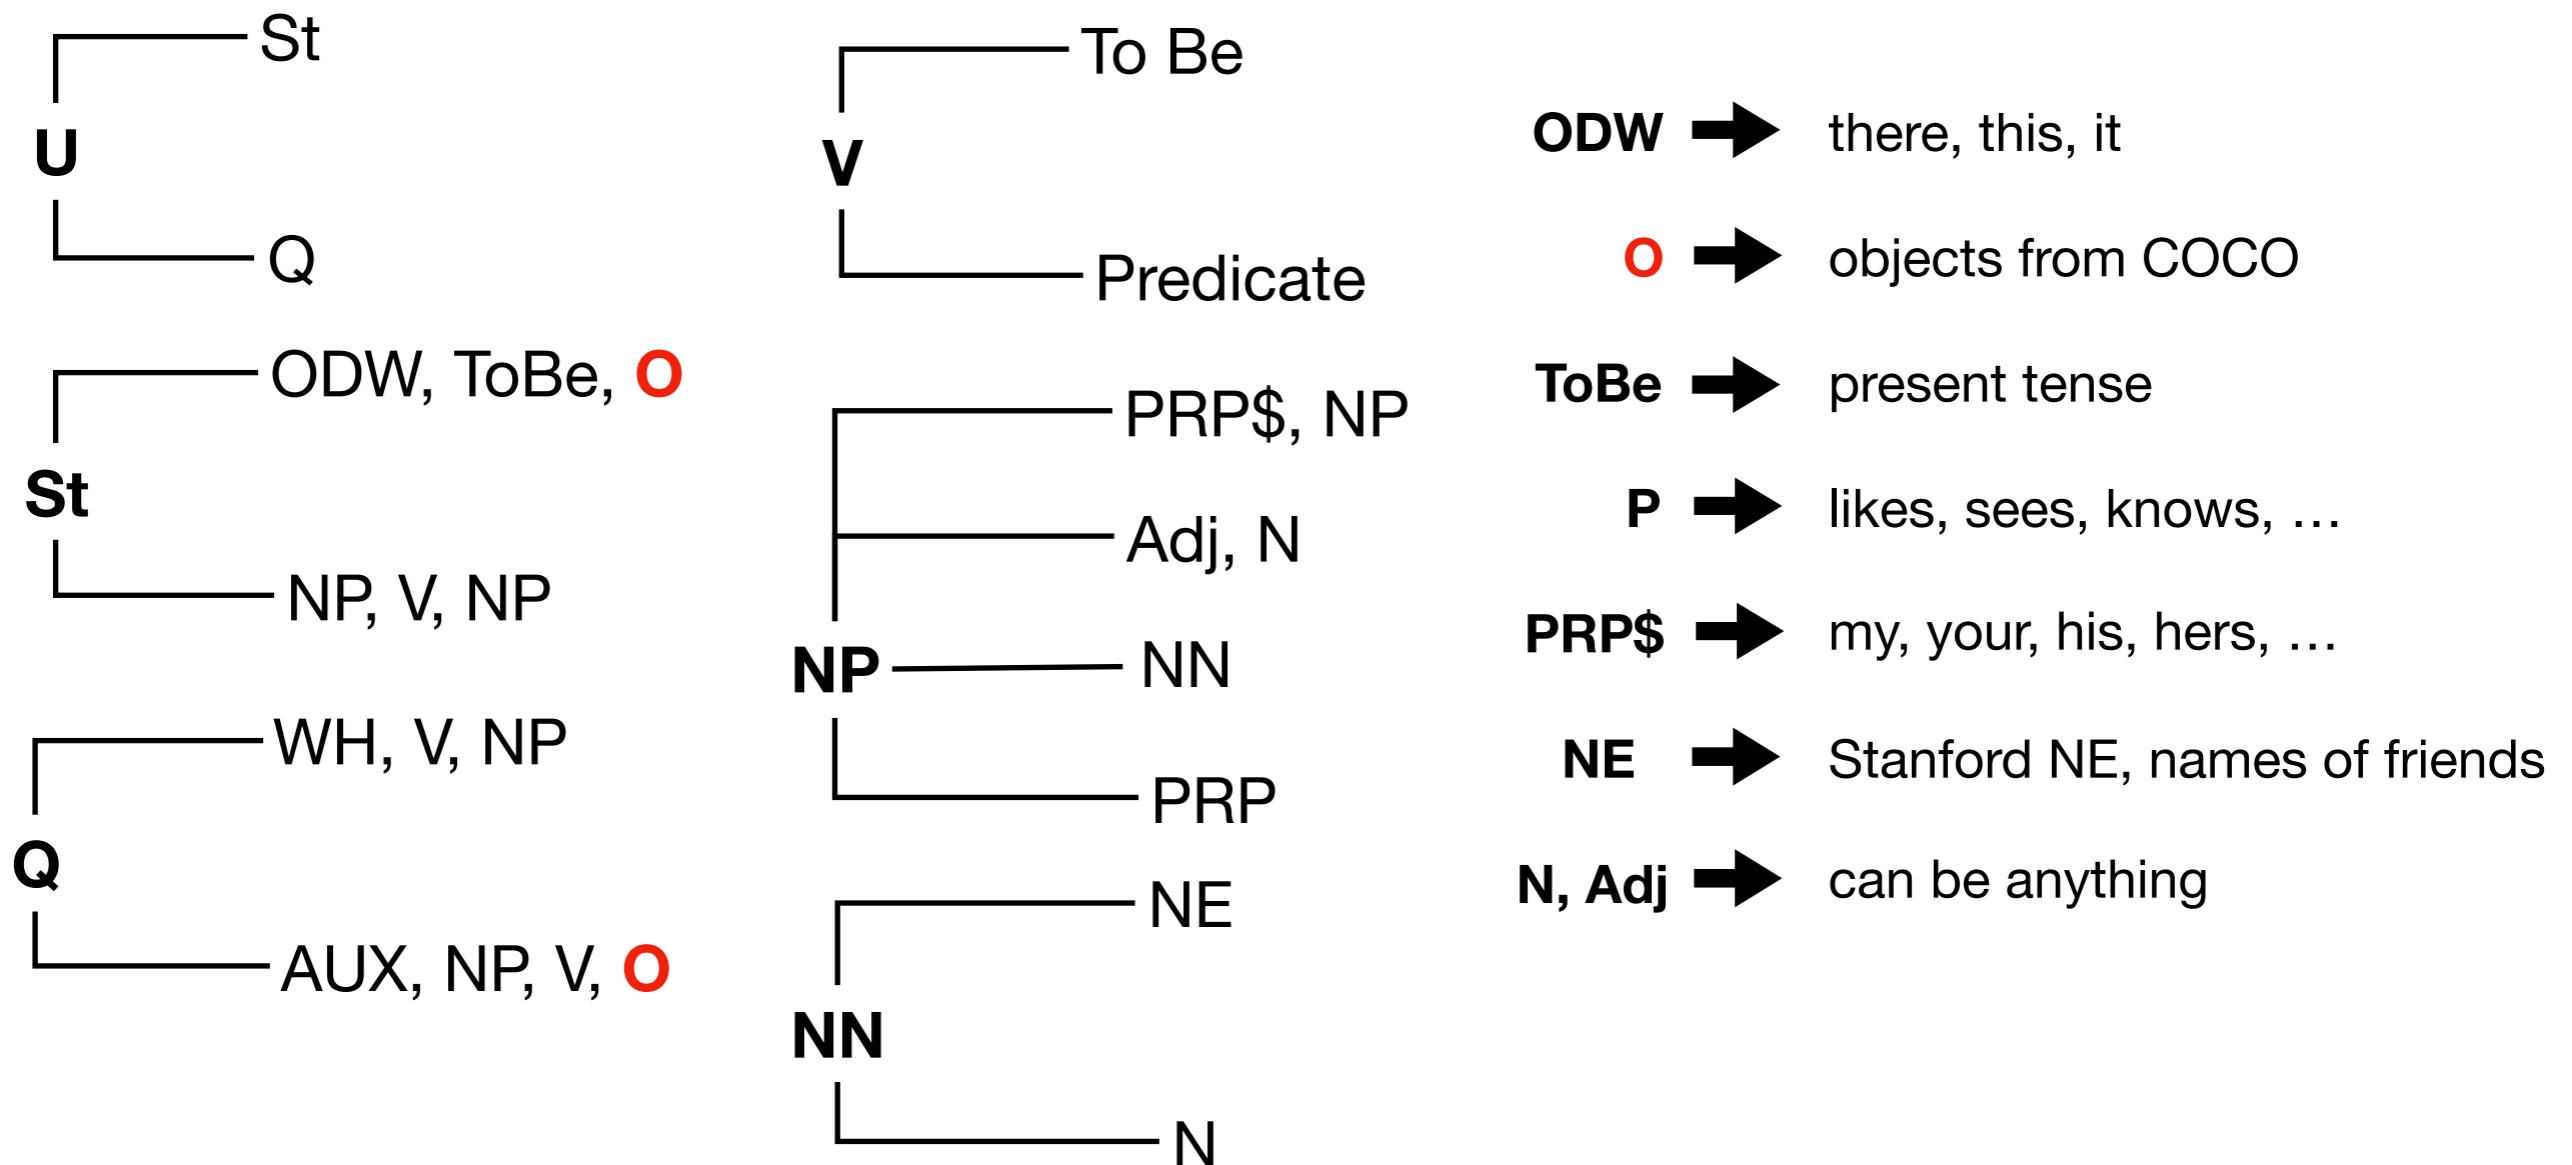 St
U
Q
ODW, ToBe, O
St
NP, V, NP
WH, V, NP
Q
AUX, NP, V, O
To Be
V
Predicate
PRP$, NP
Adj, N
NP NN
PRP
NE
NN
N
ODW there, this, it
O objects from COCO
ToBe present tense
P likes, sees, knows, ...
PRP$ my, your, his, hers, ...
NE Stanford NE, names of friends
N, Adj can be anything